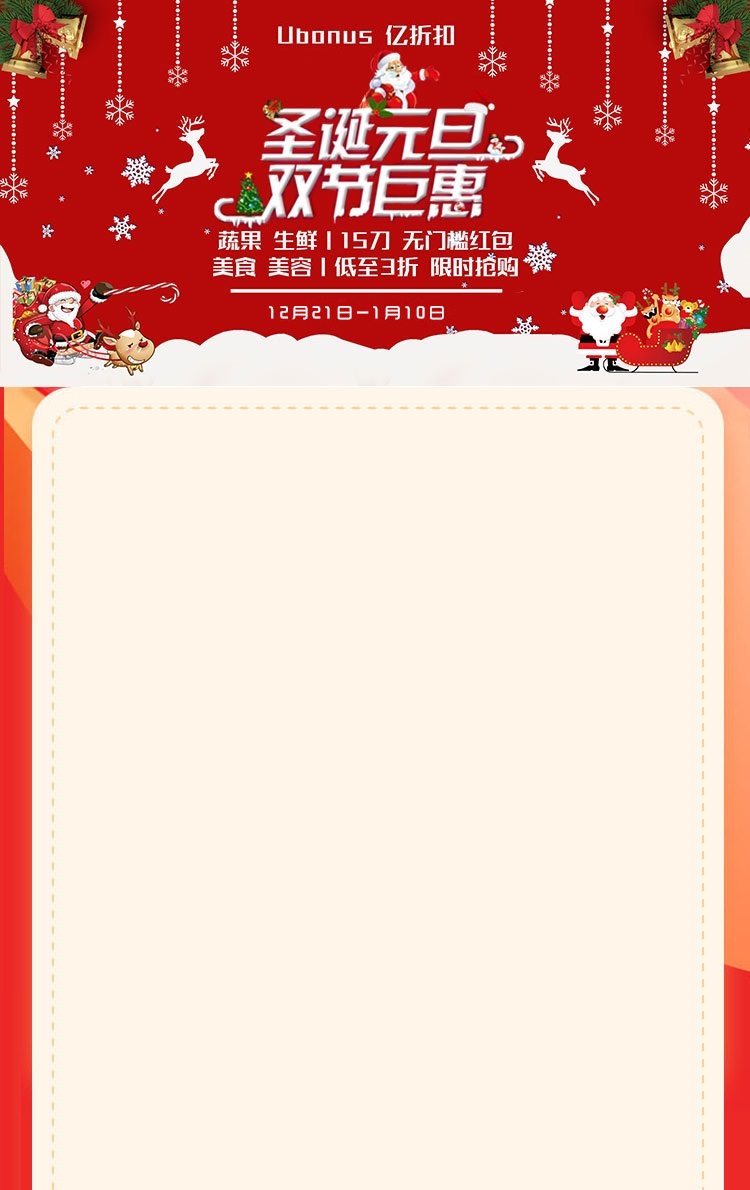 Ubonus 亿折扣
圣诞元旦
双节巨惠
蔬果 生鲜 | 15刀 无门槛红包
美食 美容 | 低至3折 限时抢购
12月21日-1月10日